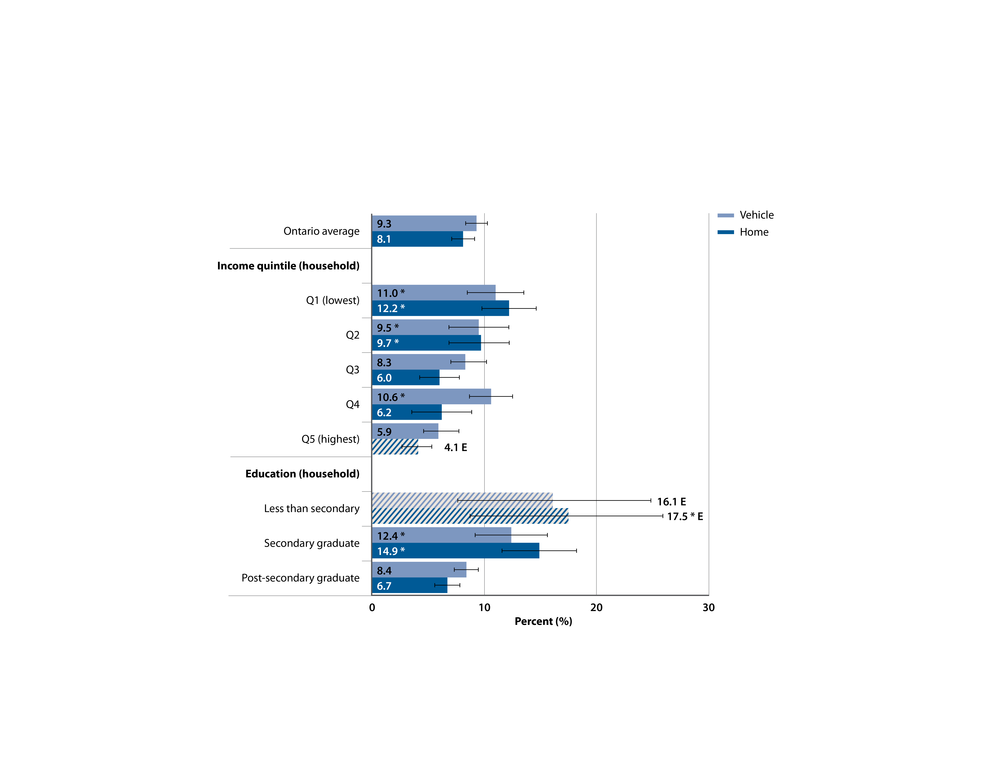 Vehicle
Home
Ontario average
9.3
8.1
Income quintile (household)
Q1 (lowest)
11.0 *
12.2 *
Q2
9.5 *
9.7 *
Q3
8.3
6.0
Q4
10.6 *
6.2
Q5 (highest)
5.9
4.1 E
Education (household)
Less than secondary
16.1 E
17.5 * E
Secondary graduate
12.4 *
14.9 *
Post-secondary graduate
8.4
6.7
0 10 20 30
Percent (%)